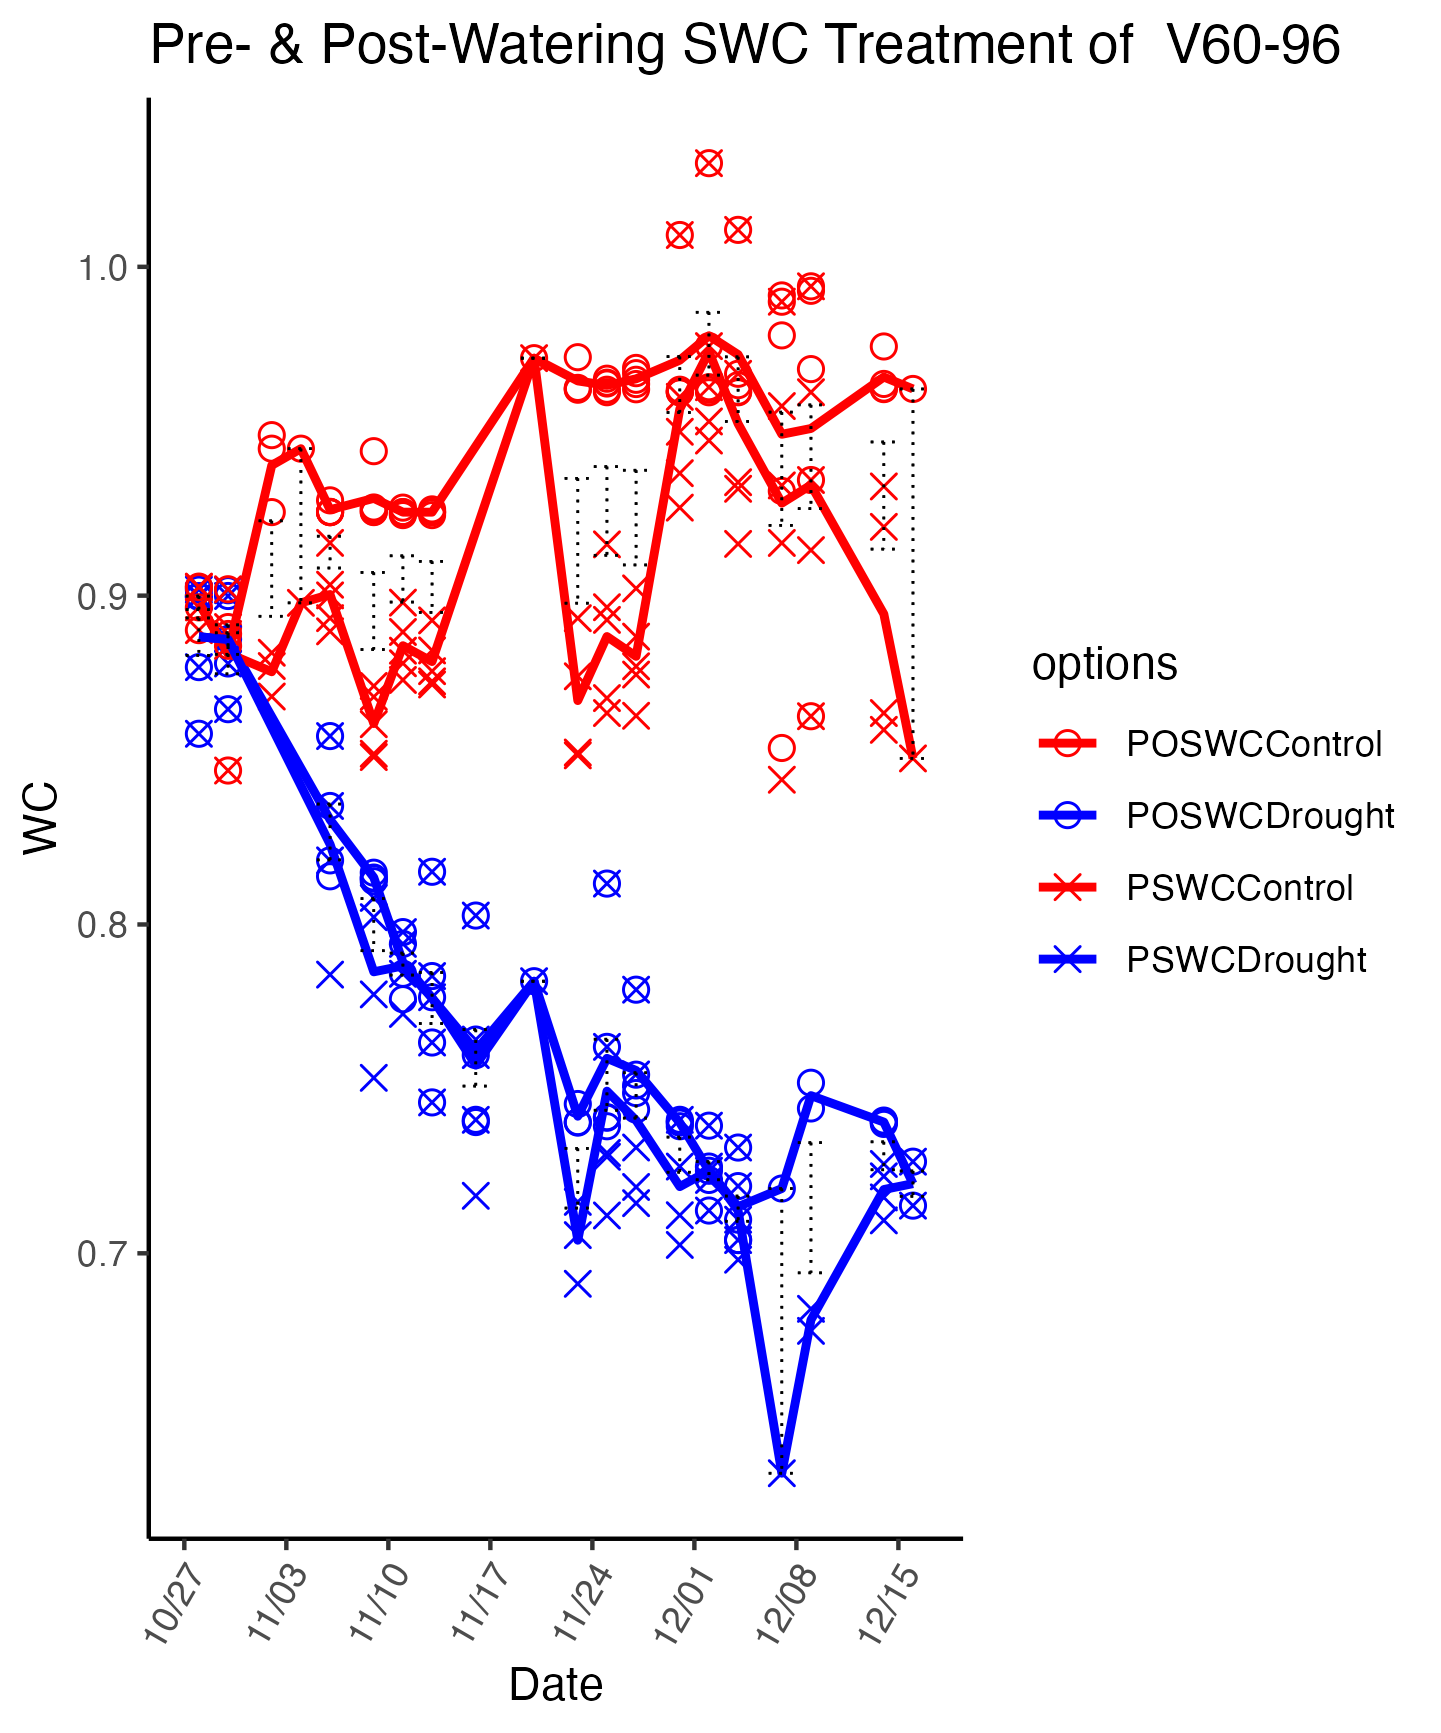 Pre- & Post-Watering SWC Treatment of  V60-96
1.0
0.9
0.8
0.7
WC
10/27
11/03
11/10
11/17
11/24
12/01
12/08
12/15
Date
options
POSWCControl
POSWCDrought
PSWCControl
PSWCDrought